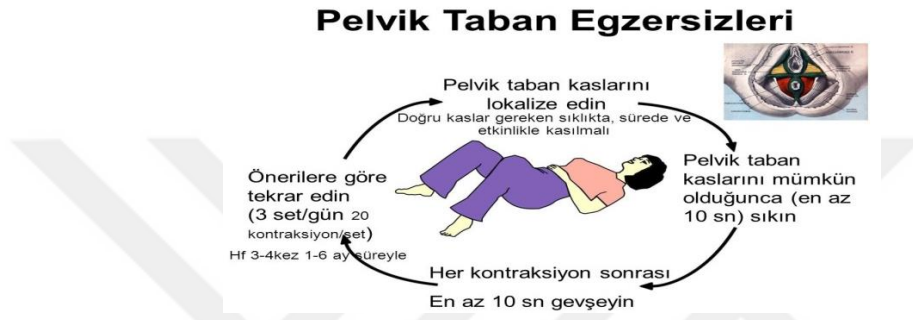 Pelvik Taban Egzersizleri
Pelvik taban kaslarını
lokalize edin
Doğru kaslar gereken sıklıkta, sürede ve
etkinlikle kasılmalı
Pelvik taban
kaslarını mümkün
olduğunca (en az
10 sn) sıkın
Her kontraksiyon sonrası
En az 10 sn gevşeyin
Önerilere göre
tekrar edin
(3 set/gün 20
kontraksiyon/set)
Hf 3-4kez 1-6 ay süreyle